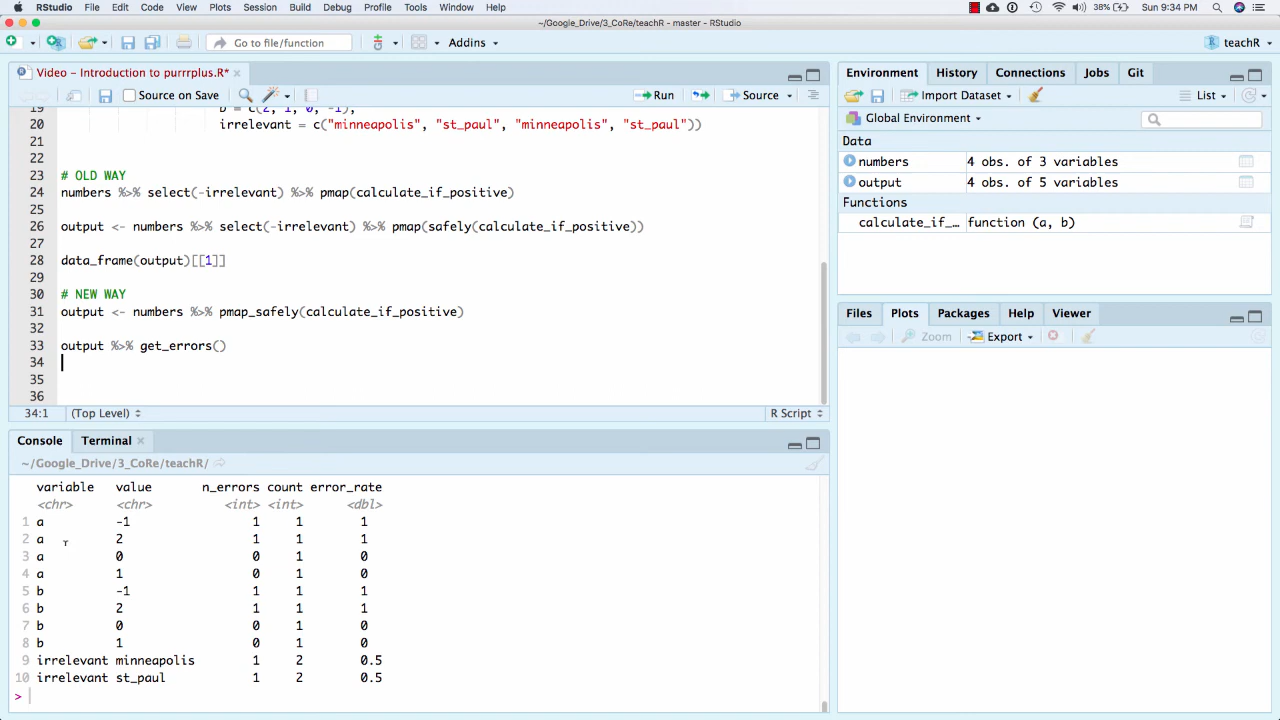 RStudio File Edit Code View Plots Session Build Debug Profile Tools Window Help 38% Sun 9:34 PM
~/Google_Drive/3_CoRe/teachR - master - RStudio
Go to file/function Addins teachR
Video - Introduction to purrrplus.R*
Source on Save Run Source
19 b = c(2, 1, 0, -1),
20 irrelevant = c("minneapolis", "st_paul", "minneapolis", "st_paul"))
21
22
23 # OLD WAY
24 numbers %>% select(-irrelevant) %>% pmap(calculate_if_positive)
25
26 output <- numbers %>% select(-irrelevant) %>% pmap(safely(calculate_if_positive))
27
28 data_frame(output)[[1]]
29
30 # NEW WAY
31 output <- numbers %>% pmap_safely(calculate_if_positive)
32
33 output %>% get_errors()
34
35
36
34:1 (Top Level) R Script
Console Terminal
~/Google_Drive/3_CoRe/teachR/
variable value n_errors count error_rate
<chr> <chr> <int> <int> <dbl>
1 a -1 1 1 1
2 a 2 1 1 1
3 a 0 0 1 0
4 a 1 0 1 0
5 b -1 1 1 1
6 b 2 1 1 1
7 b 0 0 1 0
8 b 1 0 1 0
9 irrelevant minneapolis 1 2 0.5
10 irrelevant st_paul 1 2 0.5
>
Environment History Connections Jobs Git
Import Dataset List
Global Environment
Data
numbers 4 obs. of 3 variables
output 4 obs. of 5 variables
Functions
calculate_if_… function (a, b)
Files Plots Packages Help Viewer
Zoom Export